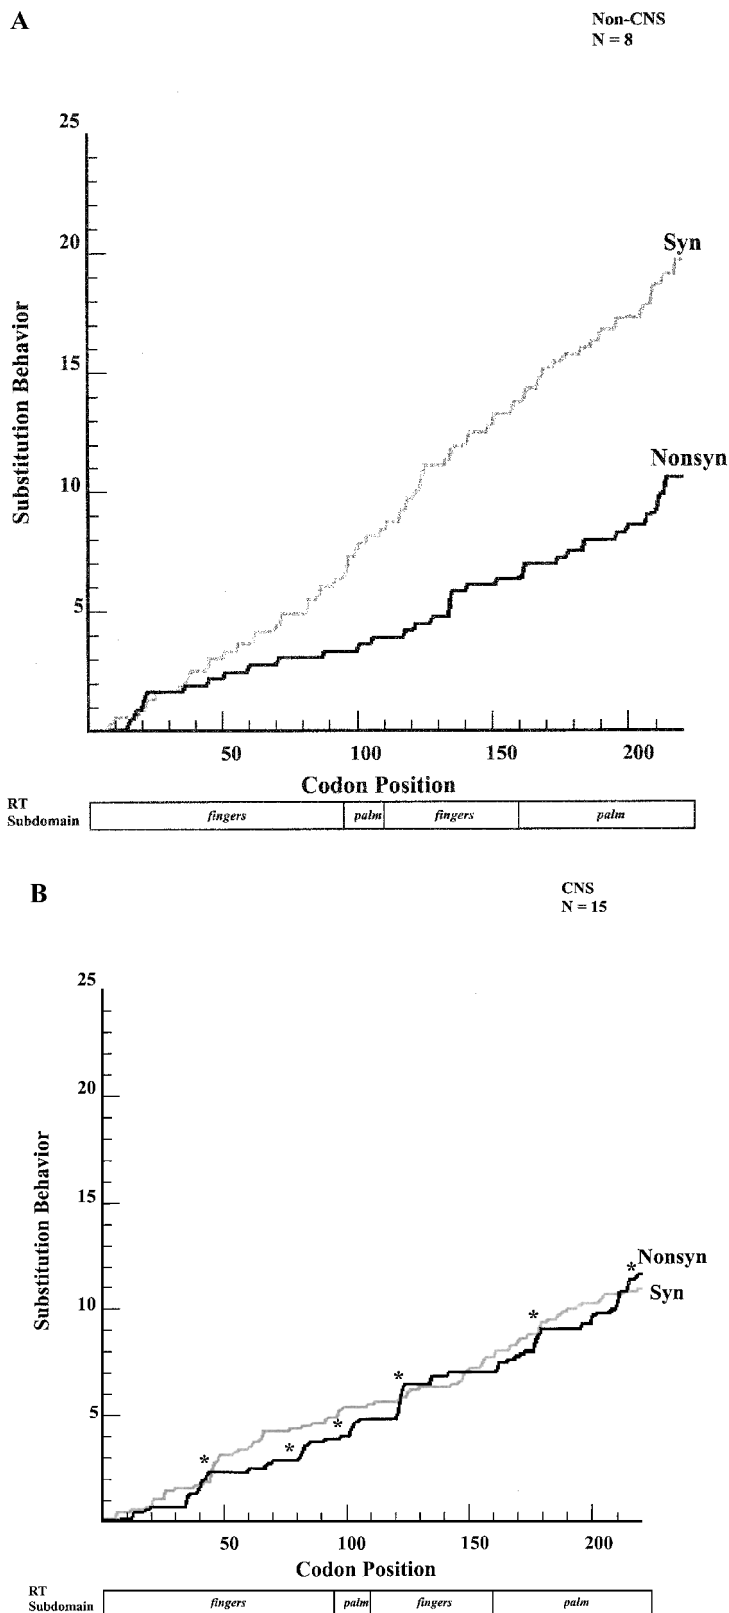 A
Non-CNS
N = 8
25
20
15
10
5
Substitution Behavior
Syn
Nonsyn
50 100 150 200
Codon Position
RT
Subdomain
fingers palm fingers palm
B
CNS
N = 15
25
20
15
10
5
Substitution Behavior
* * * * * *
Nonsyn
Syn
50 100 150 200
Codon Position
RT
Subdomain
fingers palm fingers palm